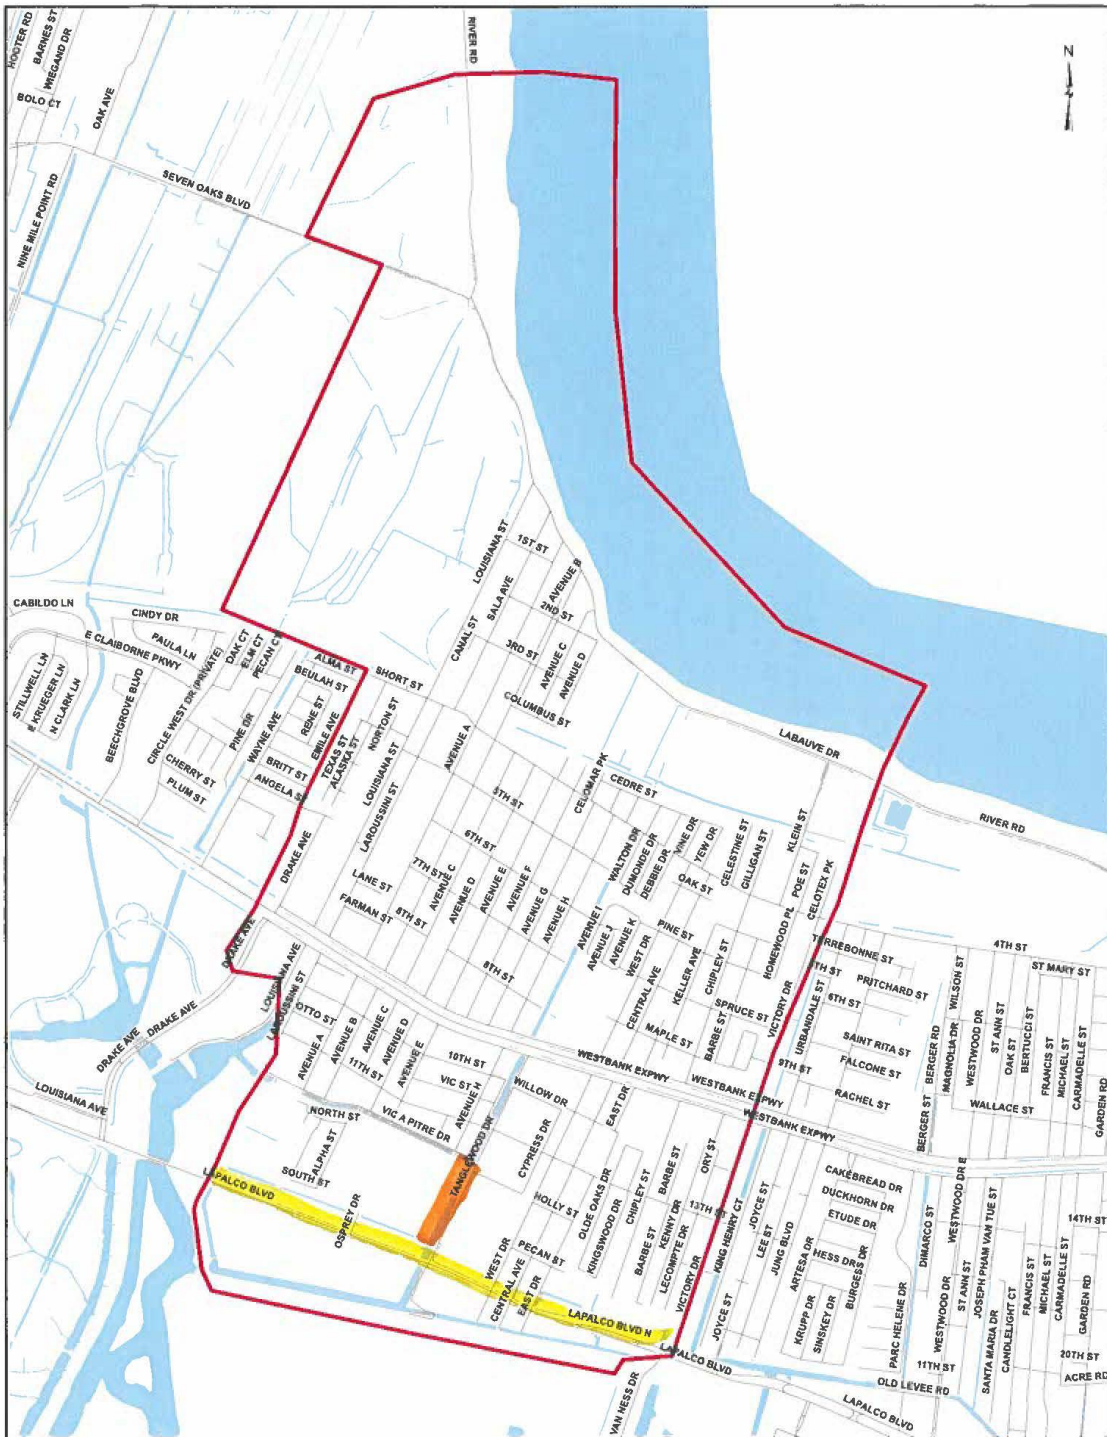 HOOTER RD
BARNES ST
WIEGAND DR
BOLO CT
OAK AVE
RIVER RD
N
SEVEN OAKS BLVD
NINE MILE POINT RD
LOUISIANA ST
1ST ST
AVENUE B
SALA AVE
2ND ST
CABILDO LN
CINDY DR
PAULA LN
E CLAIBORNE PKWY
OAK CT
ELM CT
PECAN CT
CANAL ST
3RD ST
AVENUE C
AVENUE D
STILLWELL LN
E KRUEGER LN
N CLARK LN
BEECHGROVE BLVD
CIRCLE WEST DR (PRIVATE)
ALMA ST
SHORT ST
BEULAH ST
RENE ST
EMILE AVE
PINE DR
WAYNE AVE
COLUMBUS ST
NORTON ST
TEXAS ST
ALASKA ST
AVENUE A
LABAUVE DR
CHERRY ST
PLUM ST
BRITT ST
ANGELA ST
LOUISIANA ST
LAROUSSINI ST
5TH ST
CELOMAR PK
CEDRE ST
RIVER RD
DRAKE AVE
6TH ST
7TH ST
WALTON DR
DUMONDE DR
DEBBIE DR
VINE DR
YEW DR
CELESTINE ST
GILLIGAN ST
KLEIN ST
LANE ST
FARMAN ST
8TH ST
AVENUE C
AVENUE D
AVENUE E
AVENUE F
AVENUE G
AVENUE H
AVENUE I
AVENUE J
AVENUE K
OAK ST
POE ST
CELOTEX PK
HOMEWOOD PL
DRAKE AVE
8TH ST
PINE ST
WEST DR
CENTRAL AVE
KELLER AVE
CHIPLEY ST
SPRUCE ST
VICTORY DR
TERREBONNE ST
4TH ST
7TH ST
PRITCHARD ST
6TH ST
URBANDALE ST
WILSON ST
ST MARY ST
LOUISIANA AVE
LAROUSSINI ST
OTTO ST
AVENUE A
AVENUE B
AVENUE C
AVENUE D
AVENUE E
11TH ST
10TH ST
VIC ST
AVENUE H
DRAKE AVE
DRAKE AVE
LOUISIANA AVE
MAPLE ST
BARBE ST
WESTBANK EXPWY
WESTBANK EXPWY
WESTBANK EXPWY
9TH ST
SAINT RITA ST
FALCONE ST
RACHEL ST
BERGER RD
BERGER ST
MAGNOLIA DR
WESTWOOD DR
ST ANN ST
OAK ST
BERTUCCI ST
FRANCIS ST
MICHAEL ST
CARMADELLE ST
GARDEN RD
WALLACE ST
NORTH ST
ALPHA ST
VIC A PITRE DR
WILLOW DR
EAST DR
TANGLEWOOD DR
CYPRESS DR
SOUTH ST
LAPALCO BLVD
OSPREY DR
HOLLY ST
OLDE OAKS DR
KINGSWOOD DR
CHIPLEY ST
BARBE ST
BARBE ST
KENNY DR
LECOMPTE DR
ORY ST
13TH ST
KING HENRY CT
JOYCE ST
LEE ST
JUNG BLVD
CAKEBREAD DR
DUCKHORN DR
ETUDE DR
HESS DR
ARTESA DR
BURGESS DR
DIMARCO ST
WESTWOOD DR E
ST ANN ST
JOSEPH PHAM VAN TUE ST
14TH ST
WEST DR
CENTRAL AVE
EAST DR
PECAN ST
VICTORY DR
LAPALCO BLVD N
LAPALCO BLVD
JOYCE ST
KRUPP DR
SINSKEY DR
PARC HELENE DR
WESTWOOD DR
11TH ST
SANTA MARIA DR
CANDLELIGHT CT
FRANCIS ST
MICHAEL ST
CARMADELLE ST
GARDEN RD
20TH ST
ACRE RD
OLD LEVEE RD
VAN NESS DR
LAPALCO BLVD